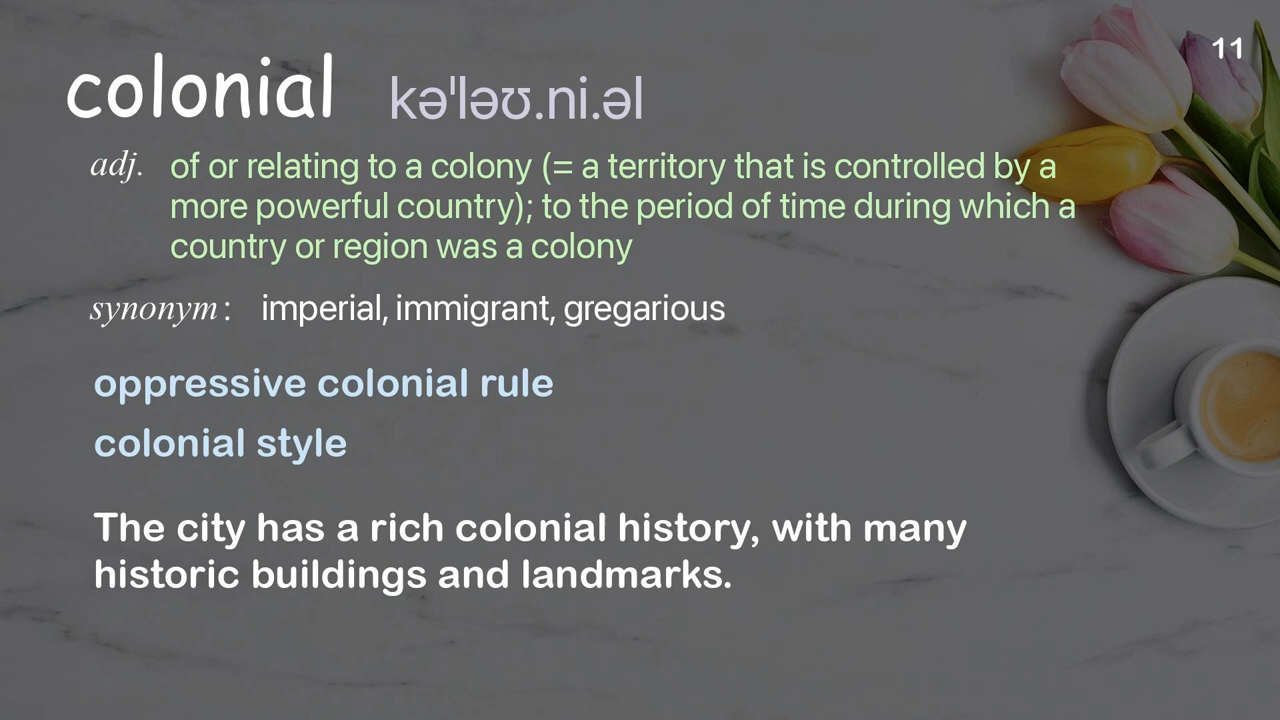 11
colonial kə'ləʊ.ni.əl
adj. of or relating to a colony (= a territory that is controlled by a
more powerful country); to the period of time during which a
country or region was a colony
synonym : imperial, immigrant, gregarious
oppressive colonial rule
colonial style
The city has a rich colonial history, with many
historic buildings and landmarks.